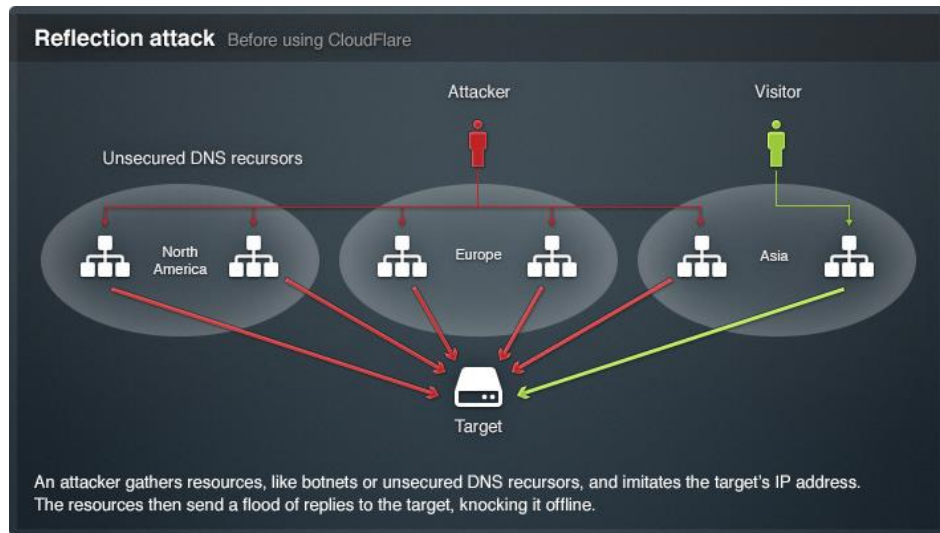 Reflection attack Before using CloudFlare
Attacker
Visitor
Unsecured DNS recursors
North
America
Europe
Asia
Target
An attacker gathers resources, like botnets or unsecured DNS recursors, and imitates the target's IP address.
The resources then send a flood of replies to the target, knocking it offline.